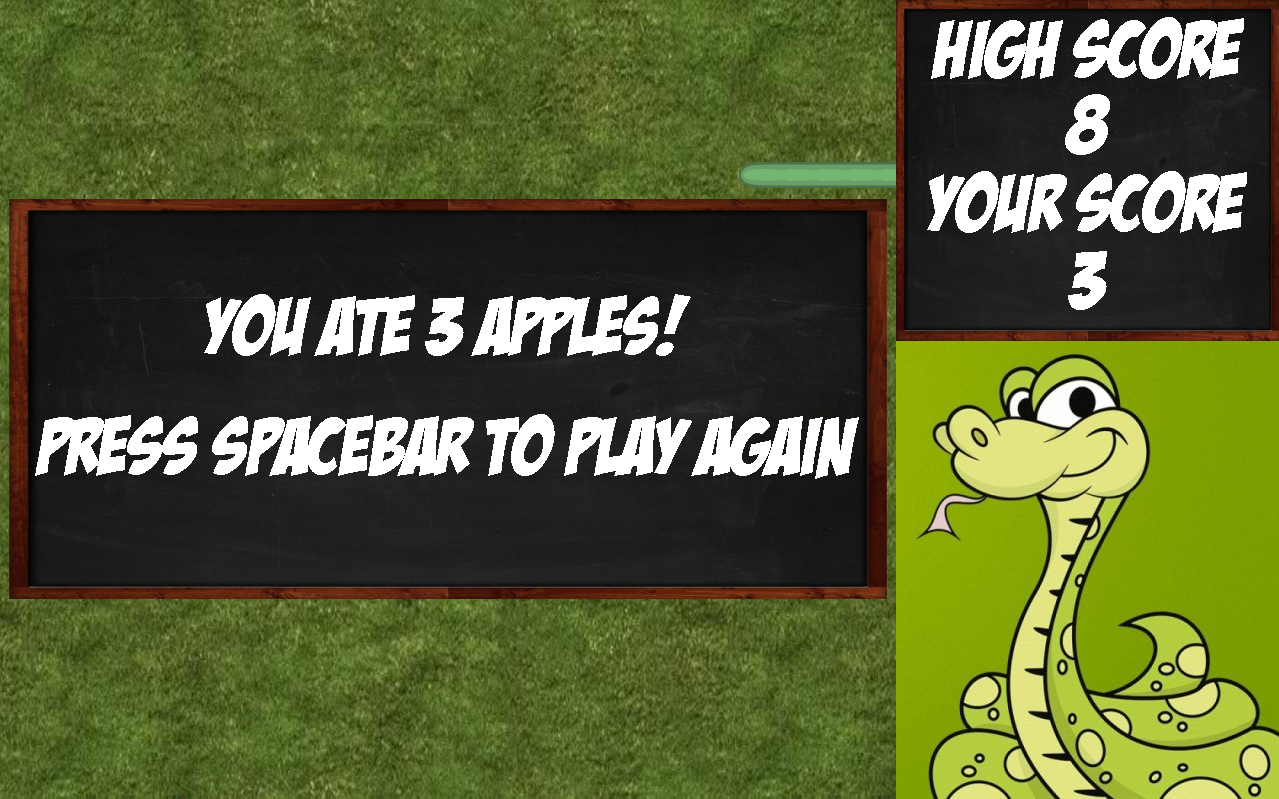 HIGH SCORE
8
YOUR SCORE
3
YOU ATE 3 APPLES!
PRESS SPACEBAR TO PLAY AGAIN